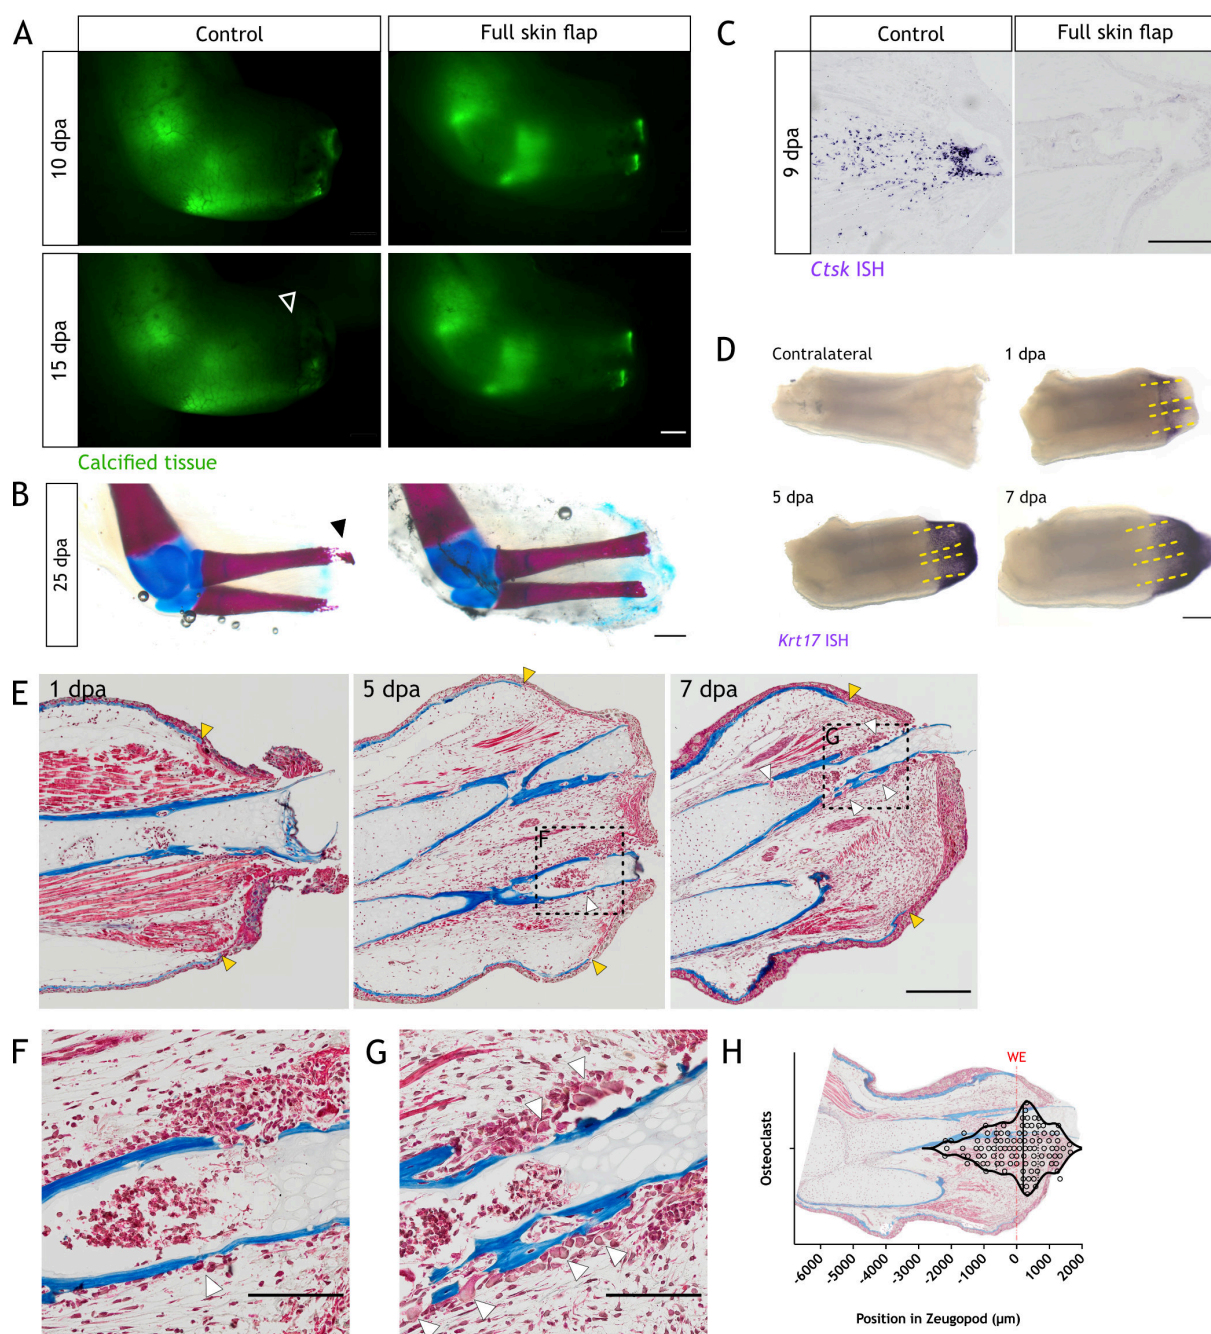 A
Control
Full skin flap
10 dpa
15 dpa
Calcified tissue
B
25 dpa
C
Control
Full skin flap
9 dpa
Ctsk ISH
D
Contralateral
1 dpa
5 dpa
7 dpa
Krt17 ISH
E
1 dpa
5 dpa
7 dpa
F
G
F
G
H
WE
Osteoclasts
-6000 -5000 -4000 -3000 -2000 -1000 0 1000 2000
Position in Zeugopod (µm)